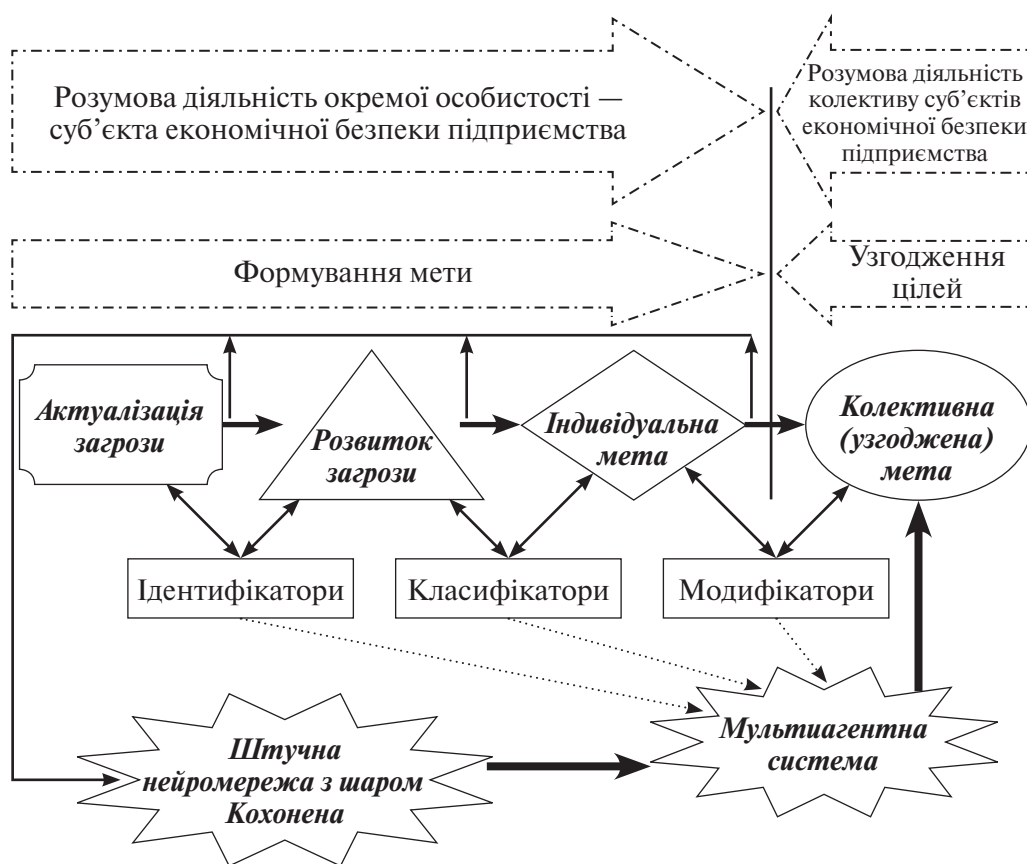 Розумова діяльність окремої особистості —
суб’єкта економічної безпеки підприємства
Розумова діяльність
колективу суб’єктів
економічної безпеки
підприємства
Формування мети
Узгодження
цілей
Актуалізація
загрози
Розвиток
загрози
Індивідуальна
мета
Колективна
(узгоджена)
мета
Ідентифікатори
Класифікатори
Модифікатори
Штучна
нейромережа з шаром
Кохонена
Мультиагентна
система